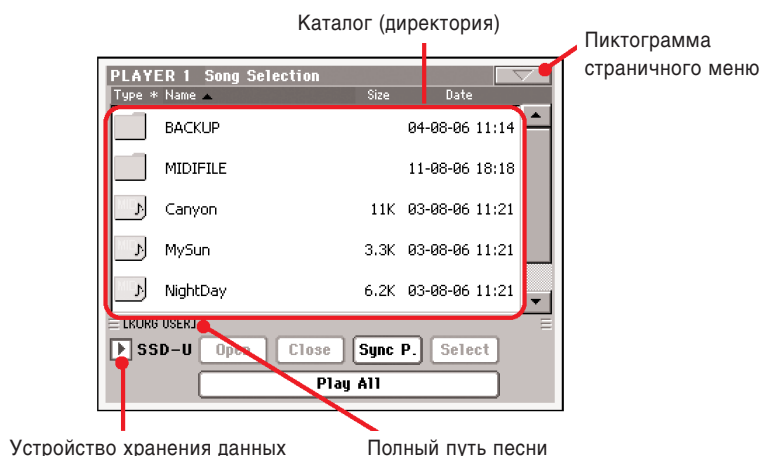 Каталог (директория)
Пиктограмма
страничного меню
PLAYER 1 Song Selection
Type * Name Size Date
BACKUP 04-08-06 11:14
MIDIFILE 11-08-06 18:18
Canyon 11K 03-08-06 11:21
MySun 3.3K 03-08-06 11:21
NightDay 6.2K 03-08-06 11:21
[KORG USER]
SSD-U Open Close Sync P. Select
Play All
Устройство хранения данных
Полный путь песни